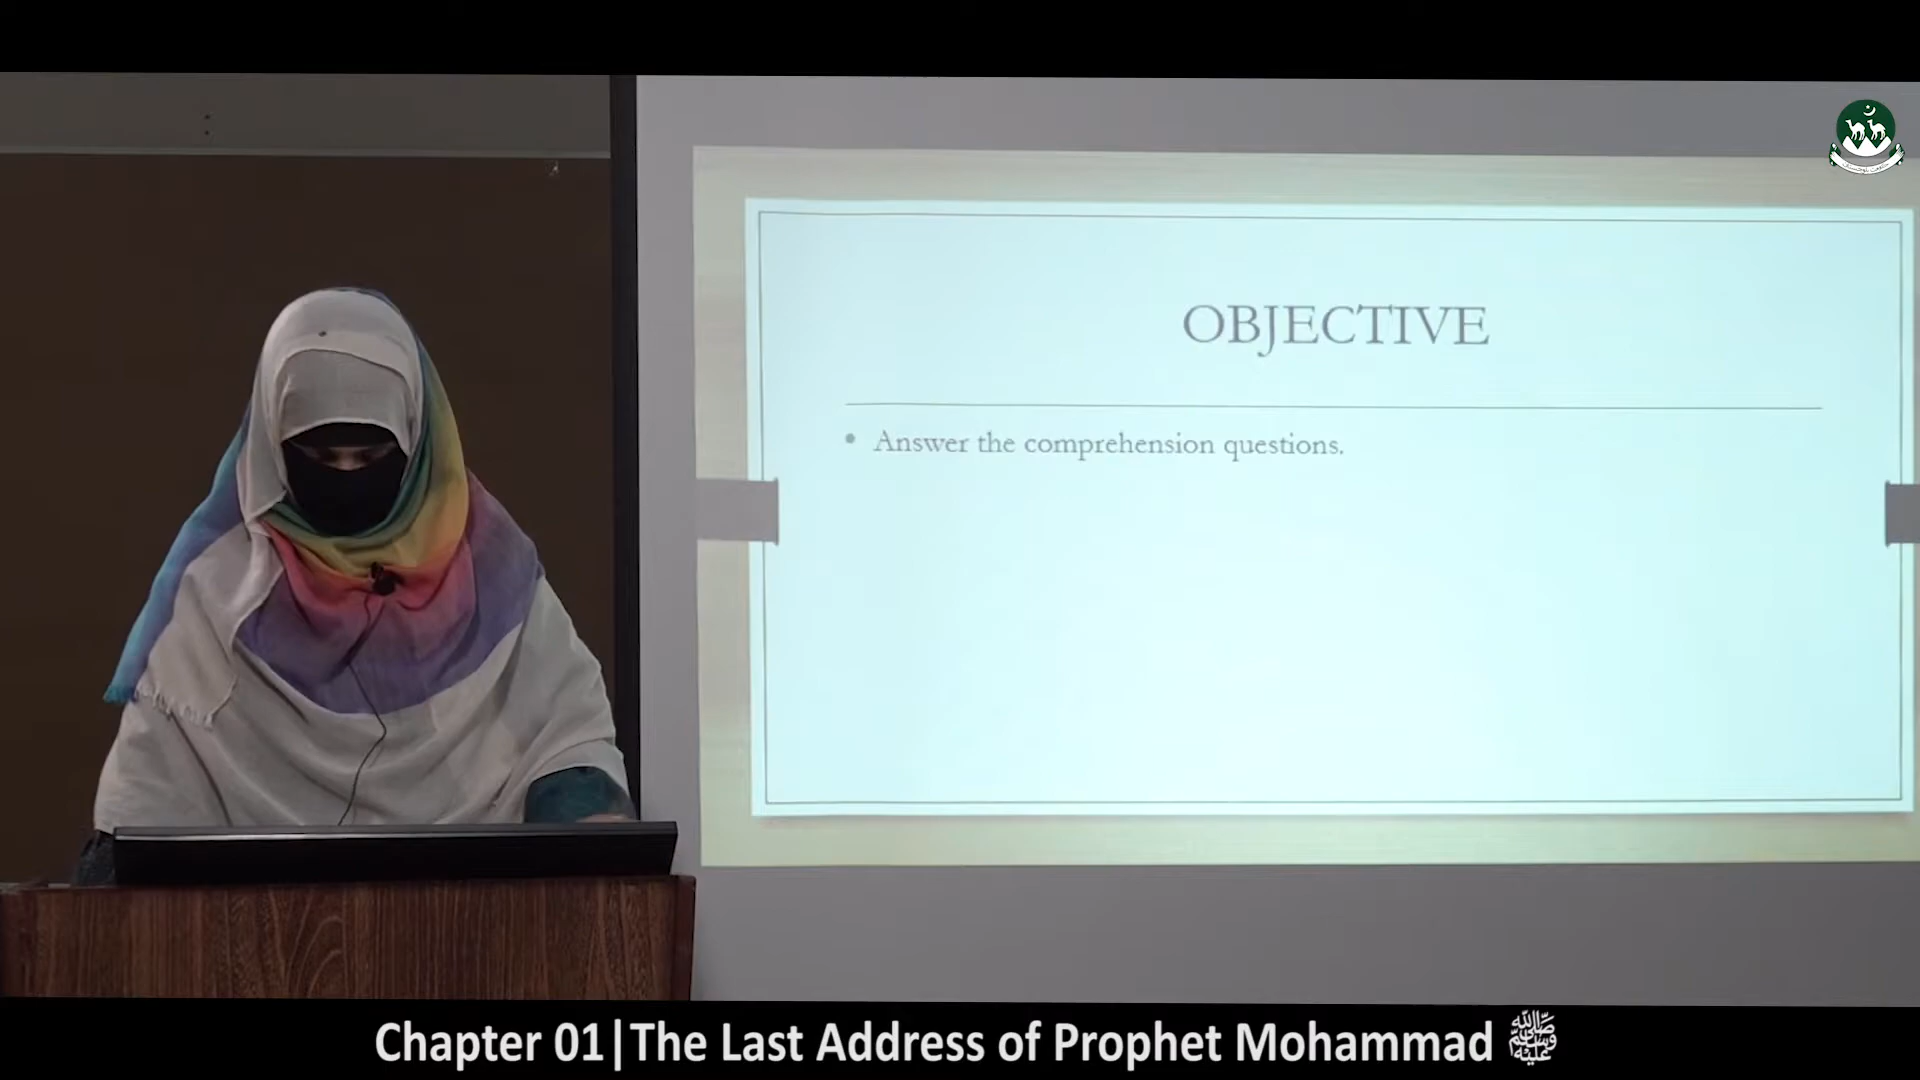 OBJECTIVE
• Answer the comprehension questions.
Chapter 01|The Last Address of Prophet Mohammad ﷺ